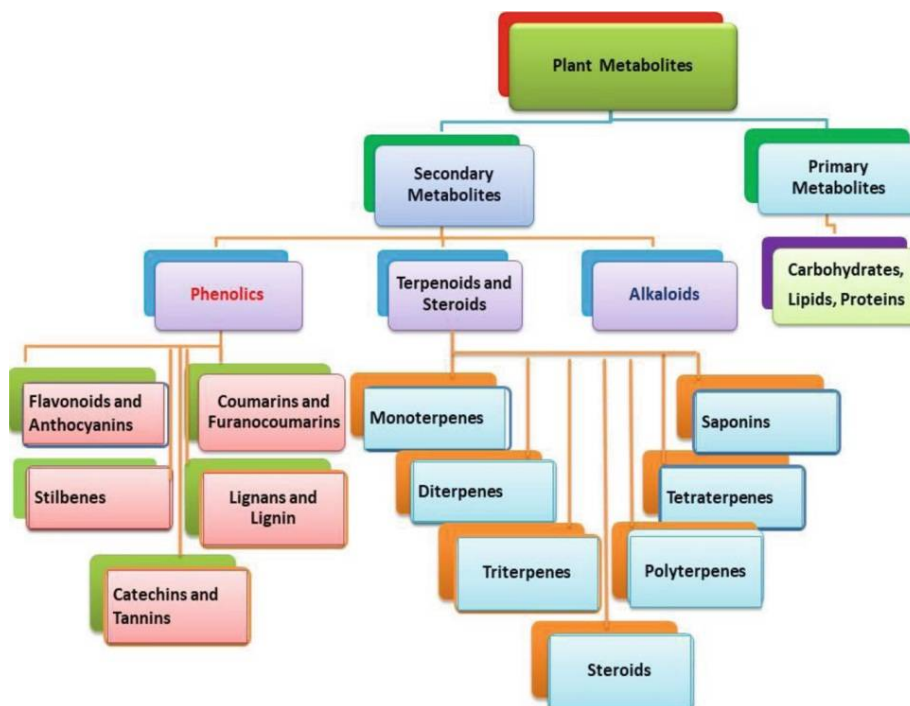 Plant Metabolites
Secondary
Metabolites
Primary
Metabolites
Phenolics
Terpenoids and
Steroids
Alkaloids
Carbohydrates,
Lipids, Proteins
Flavonoids and
Anthocyanins
Coumarins and
Furanocoumarins
Monoterpenes
Saponins
Stilbenes
Lignans and
Lignin
Diterpenes
Tetraterpenes
Catechins and
Tannins
Triterpenes
Polyterpenes
Steroids